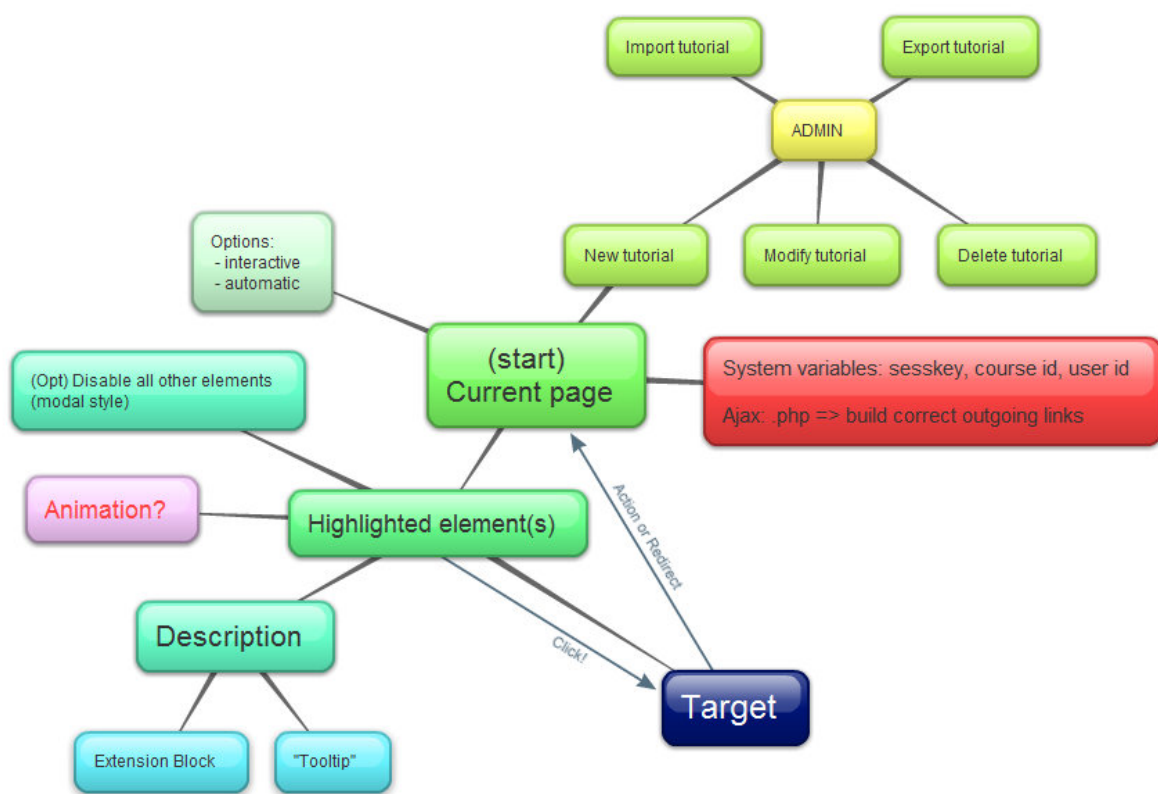 Import tutorial
Export tutorial
ADMIN
New tutorial
Modify tutorial
Delete tutorial
Options:
- interactive
- automatic
(start)
Current page
System variables: sesskey, course id, user id
Ajax: .php => build correct outgoing links
(Opt) Disable all other elements
(modal style)
Animation?
Highlighted element(s)
Action or Redirect
Click!
Description
Target
Extension Block
"Tooltip"